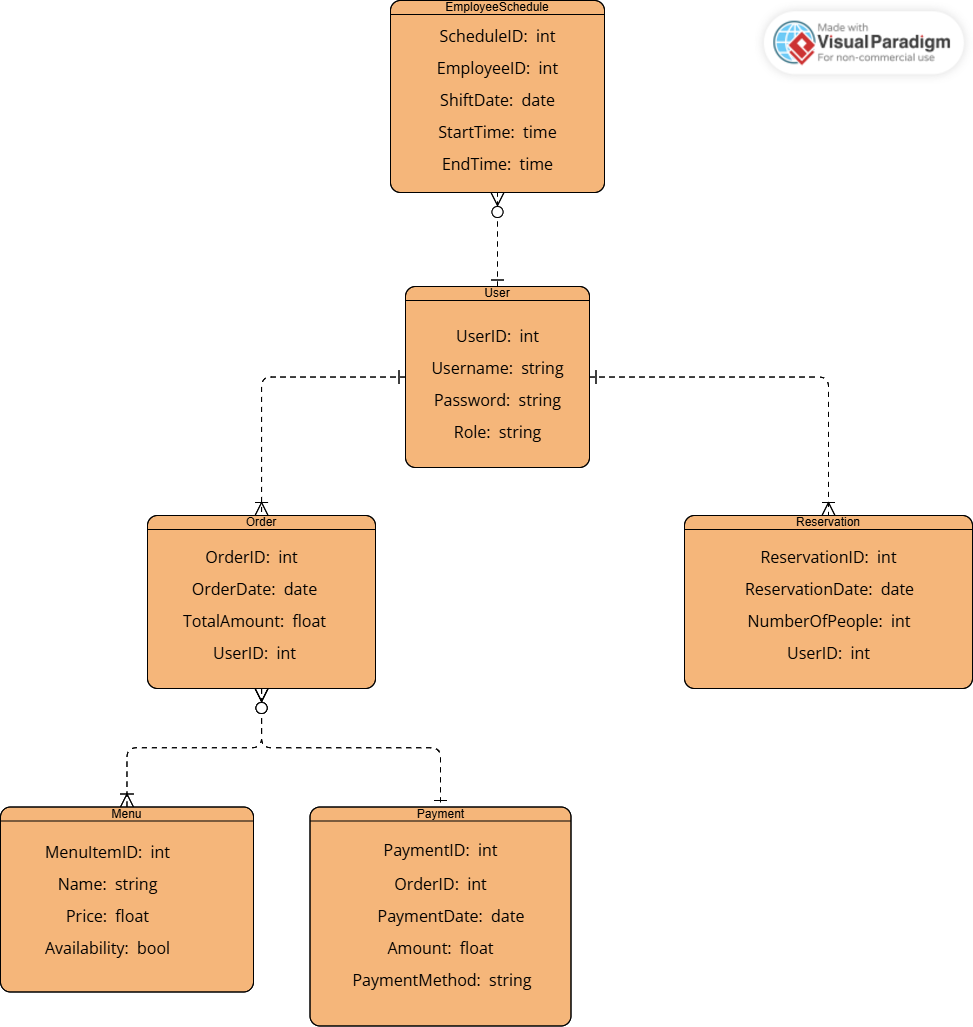 EmployeeSchedule
ScheduleID: int
EmployeeID: int
ShiftDate: date
StartTime: time
EndTime: time
Made with
VisualParadigm
For non-commercial use
User
UserID: int
Username: string
Password: string
Role: string
Order
OrderID: int
OrderDate: date
TotalAmount: float
UserID: int
Reservation
ReservationID: int
ReservationDate: date
NumberOfPeople: int
UserID: int
Menu
MenuItemID: int
Name: string
Price: float
Availability: bool
Payment
PaymentID: int
OrderID: int
PaymentDate: date
Amount: float
PaymentMethod: string